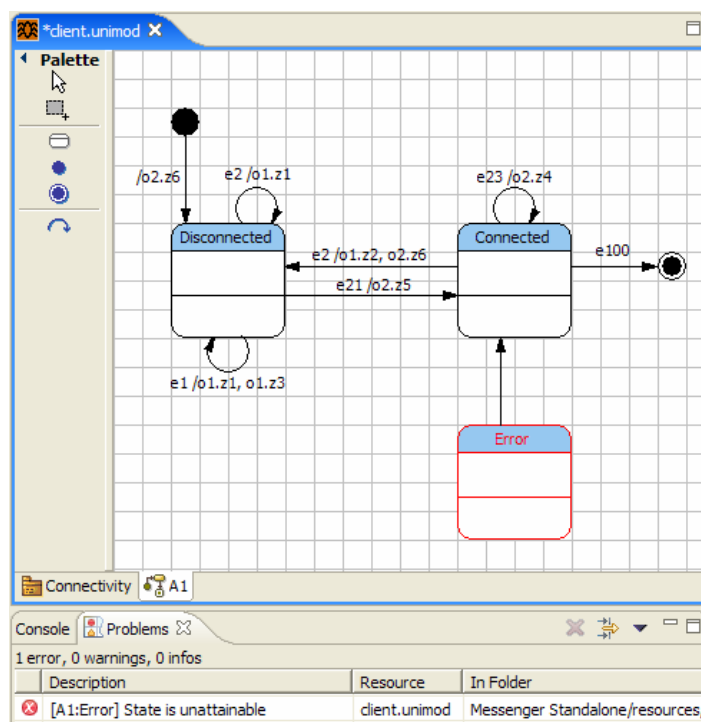 *client.unimod
Palette
/o2.z6
e2 /o1.z1
e23 /o2.z4
Disconnected
Connected
e2 /o1.z2, o2.z6
e100
e21 /o2.z5
e1 /o1.z1, o1.z3
Error
Connectivity
A1
Console
Problems
1 error, 0 warnings, 0 infos
Description
Resource
In Folder
[A1:Error] State is unattainable
client.unimod
Messenger Standalone/resources,